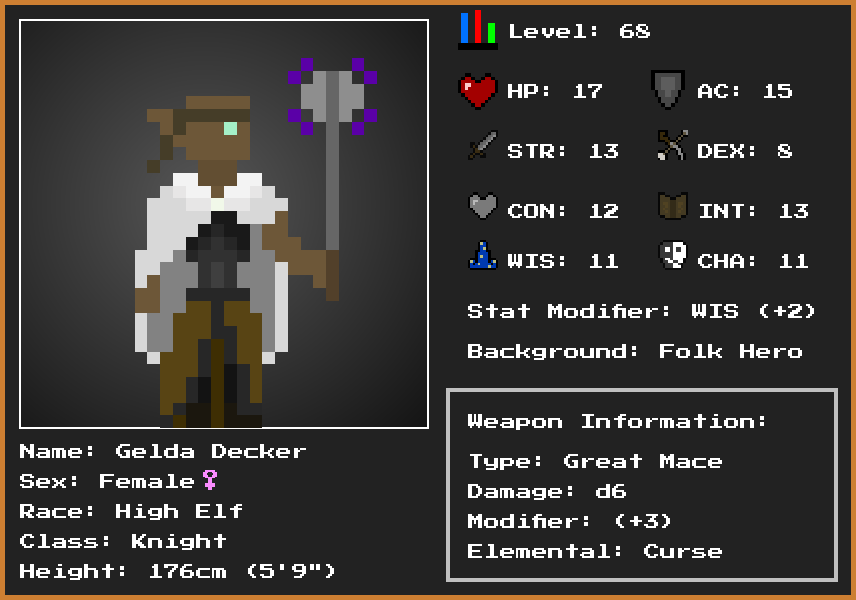 Level: 68
HP: 17
AC: 15
STR: 13
DEX: 8
CON: 12
INT: 13
WIS: 11
CHA: 11
Stat Modifier: WIS (+2)
Background: Folk Hero
Weapon Information:
Type: Great Mace
Damage: d6
Modifier: (+3)
Elemental: Curse
Name: Gelda Decker
Sex: Female♀
Race: High Elf
Class: Knight
Height: 176cm (5'9")